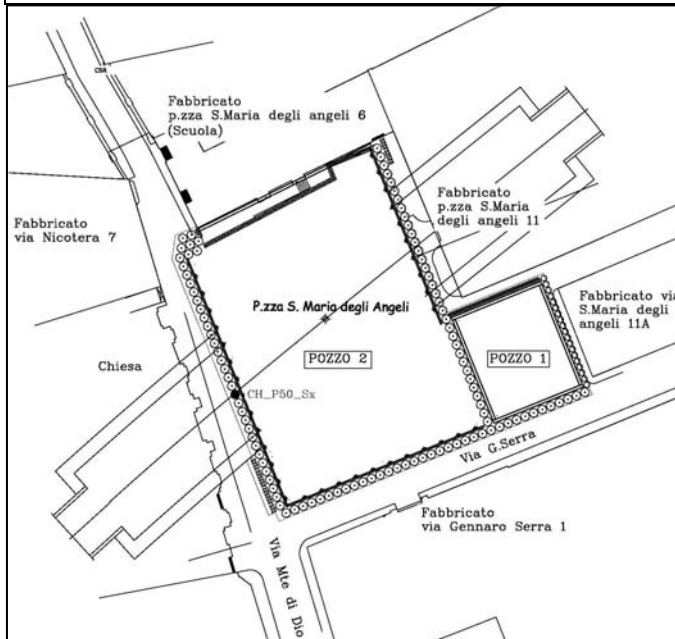 CSA
Fabbricato
p.zza S.Maria degli angeli 6
(Scuola)
Fabbricato
p.zza S.Maria
degli angeli 11
Fabbricato
via Nicotera 7
P.zza S. Maria degli Angeli
Fabbricato via
S.Maria degli
angeli 11A
POZZO 2
POZZO 1
Chiesa
CH_P50_Sx
Via G.Serra
Fabbricato
via Gennaro Serra 1
Via Mte di Dio